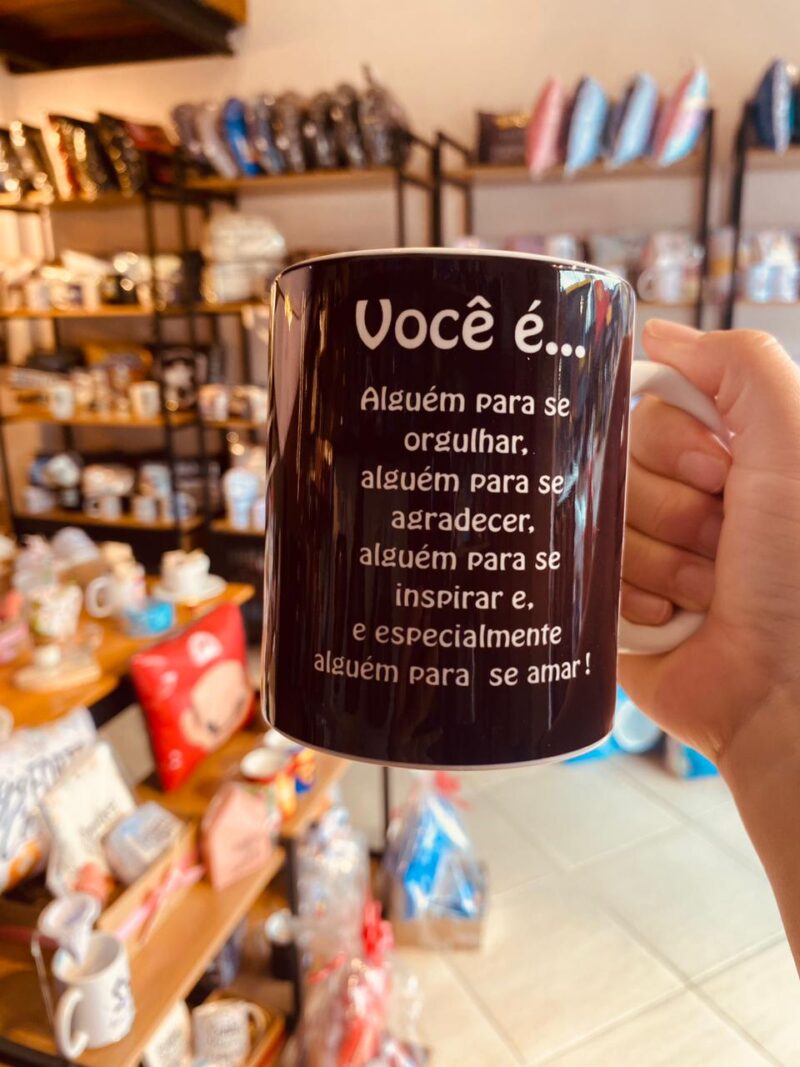 Você é...
Alguém para se
orgulhar,
alguém para se
agradecer,
alguém para se
inspirar e,
e especialmente
alguém para se amar!